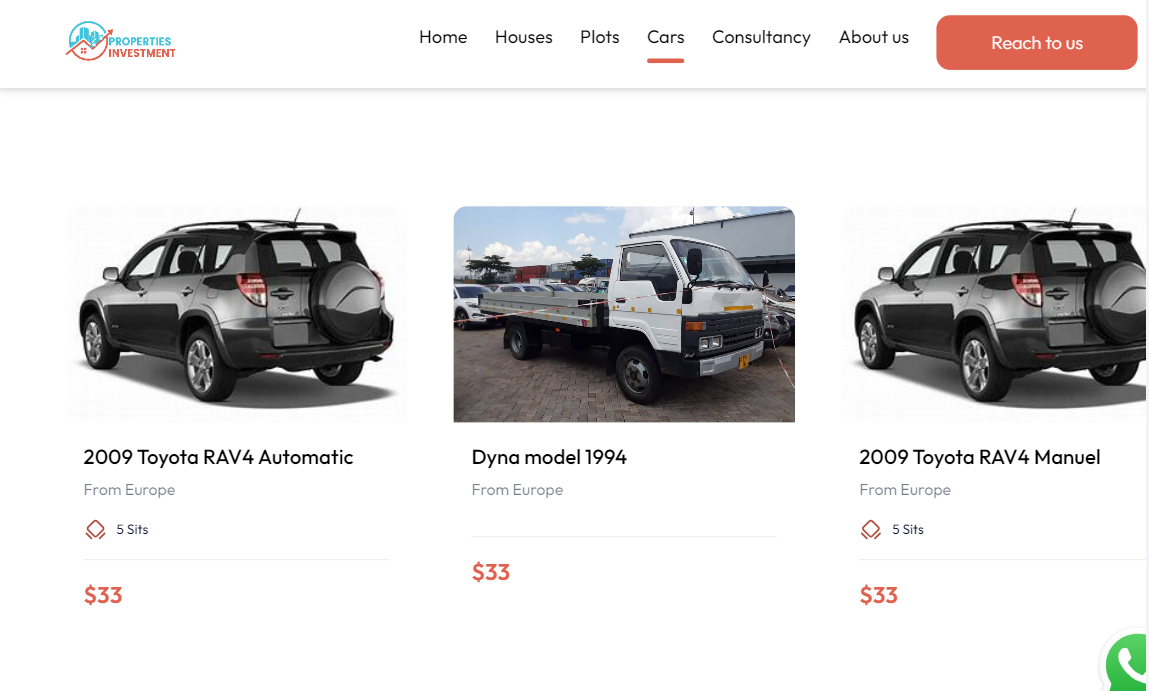 PROPERTIES
INVESTMENT
Home Houses Plots Cars Consultancy About us Reach to us
2009 Toyota RAV4 Automatic
From Europe
5 Sits
$33
Dyna model 1994
From Europe
$33
2009 Toyota RAV4 Manuel
From Europe
5 Sits
$33